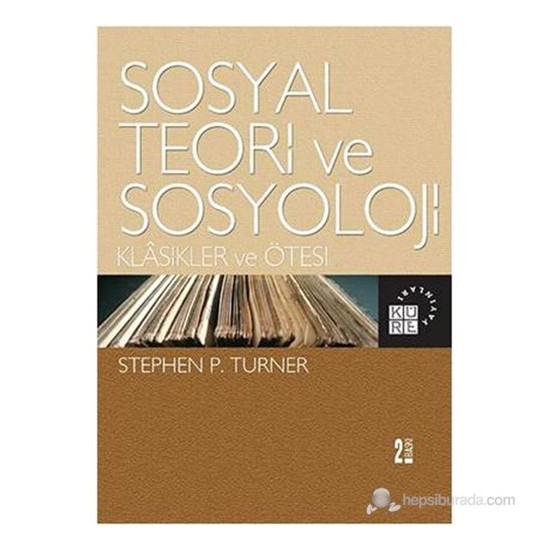 SOSYAL
TEORİ ve
SOSYOLOJİ
KLÂSİKLER ve ÖTESİ
YAYINLARI
KÜRE
STEPHEN P. TURNER
2. BASKI
hepsiburada.com